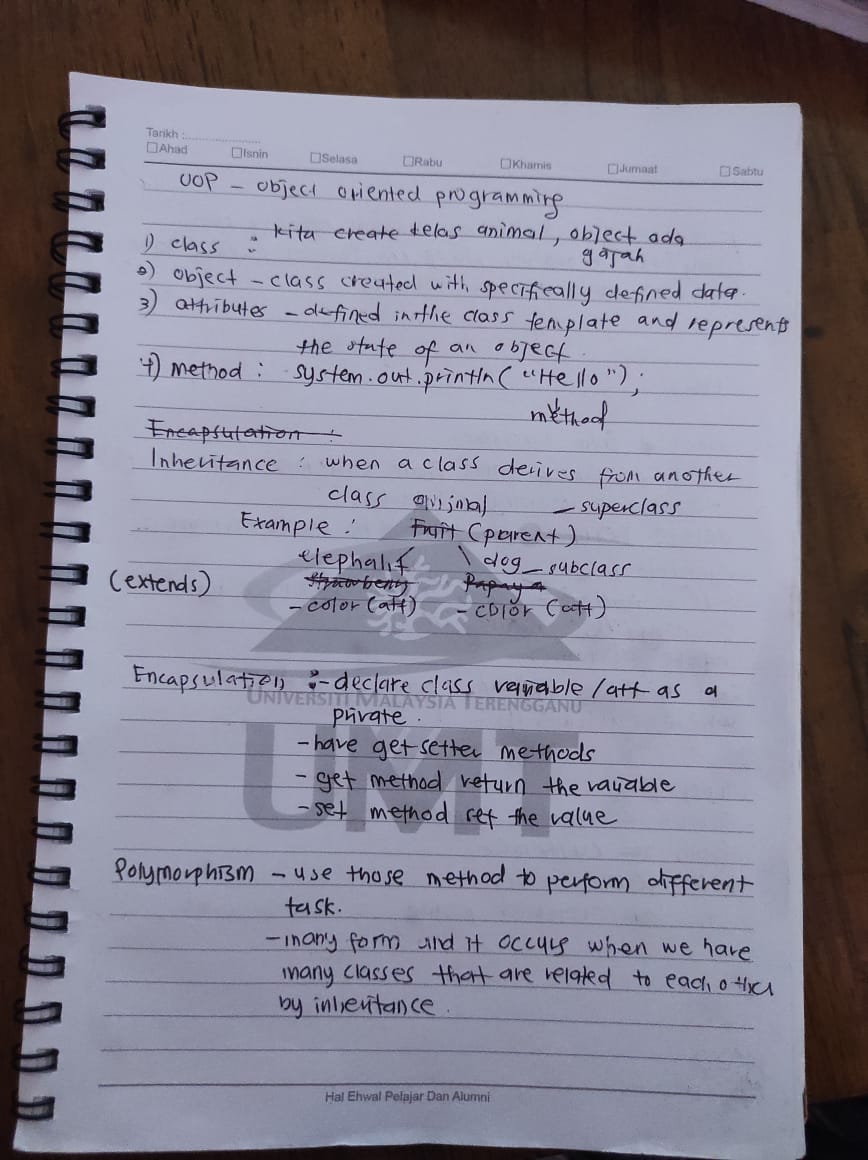 Tarikh :........................
☐Ahad ☐Isnin ☐Selasa ☐Rabu ☐Khamis ☐Jumaat ☐Sabtu
OOP - object oriented programming
1) class : kita create kelas animal, object ada
gajah
2) object - class created with specifically defined data.
3) attributes - defined in the class template and represents
the state of an object.
4) method : system.out.println("Hello");
method
Encapsulation :
Inheritance : when a class derives from another
class animal - superclass
Example : Fruit (parent)
elephant dog - subclass
(extends) Strawberry Papaya
- color (att) - color (att)
Encapsulation :- declare class variable / att as a
UNIVERSITI MALAYSIA TERENGGANU
private.
- have get setter methods
- get method return the variable
UMT
- set method set the value
Polymorphism - use those method to perform different
task.
- many form and it occurs when we have
many classes that are related to each other
by inheritance.
Hal Ehwal Pelajar Dan Alumni